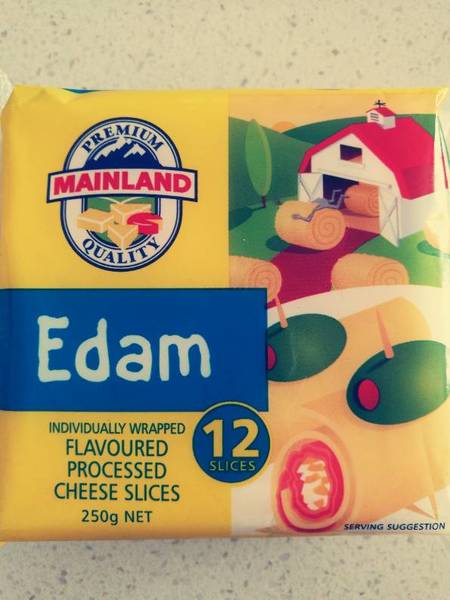 PREMIUM
MAINLAND
QUALITY
Edam
INDIVIDUALLY WRAPPED
FLAVOURED
PROCESSED
CHEESE SLICES
250g NET
12
SLICES
SERVING SUGGESTION